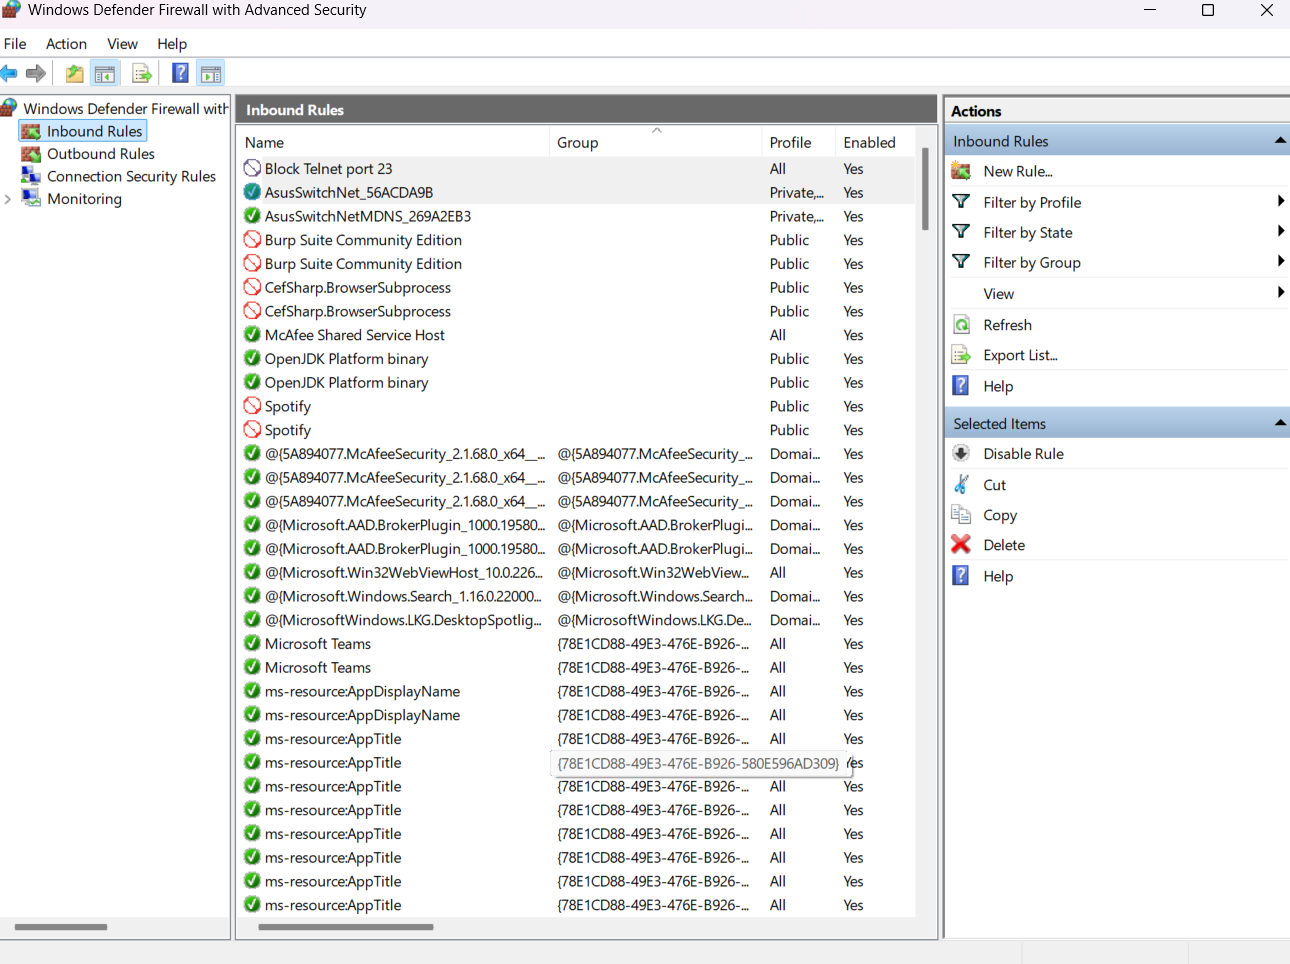 Windows Defender Firewall with Advanced Security
File Action View Help
Windows Defender Firewall with
Inbound Rules
Outbound Rules
Connection Security Rules
Monitoring
Inbound Rules
Name Group Profile Enabled
Block Telnet port 23 All Yes
AsusSwitchNet_56ACDA9B Private,... Yes
AsusSwitchNetMDNS_269A2EB3 Private,... Yes
Burp Suite Community Edition Public Yes
Burp Suite Community Edition Public Yes
CefSharp.BrowserSubprocess Public Yes
CefSharp.BrowserSubprocess Public Yes
McAfee Shared Service Host All Yes
OpenJDK Platform binary Public Yes
OpenJDK Platform binary Public Yes
Spotify Public Yes
Spotify Public Yes
@{5A894077.McAfeeSecurity_2.1.68.0_x64__... @{5A894077.McAfeeSecurity_... Domai... Yes
@{5A894077.McAfeeSecurity_2.1.68.0_x64__... @{5A894077.McAfeeSecurity_... Domai... Yes
@{5A894077.McAfeeSecurity_2.1.68.0_x64__... @{5A894077.McAfeeSecurity_... Domai... Yes
@{Microsoft.AAD.BrokerPlugin_1000.19580... @{Microsoft.AAD.BrokerPlugi... Domai... Yes
@{Microsoft.AAD.BrokerPlugin_1000.19580... @{Microsoft.AAD.BrokerPlugi... Domai... Yes
@{Microsoft.Win32WebViewHost_10.0.226... @{Microsoft.Win32WebView... All Yes
@{Microsoft.Windows.Search_1.16.0.22000... @{Microsoft.Windows.Search... Domai... Yes
@{MicrosoftWindows.LKG.DesktopSpotlig... @{MicrosoftWindows.LKG.De... Domai... Yes
Microsoft Teams {78E1CD88-49E3-476E-B926-... All Yes
Microsoft Teams {78E1CD88-49E3-476E-B926-... All Yes
ms-resource:AppDisplayName {78E1CD88-49E3-476E-B926-... All Yes
ms-resource:AppDisplayName {78E1CD88-49E3-476E-B926-... All Yes
ms-resource:AppTitle {78E1CD88-49E3-476E-B926-... All Yes
ms-resource:AppTitle {78E1CD88-49E3-476E-B926-580E596AD309} Yes
ms-resource:AppTitle {78E1CD88-49E3-476E-B926-... All Yes
ms-resource:AppTitle {78E1CD88-49E3-476E-B926-... All Yes
ms-resource:AppTitle {78E1CD88-49E3-476E-B926-... All Yes
ms-resource:AppTitle {78E1CD88-49E3-476E-B926-... All Yes
ms-resource:AppTitle {78E1CD88-49E3-476E-B926-... All Yes
ms-resource:AppTitle {78E1CD88-49E3-476E-B926-... All Yes
Actions
Inbound Rules
New Rule...
Filter by Profile
Filter by State
Filter by Group
View
Refresh
Export List...
Help
Selected Items
Disable Rule
Cut
Copy
Delete
Help